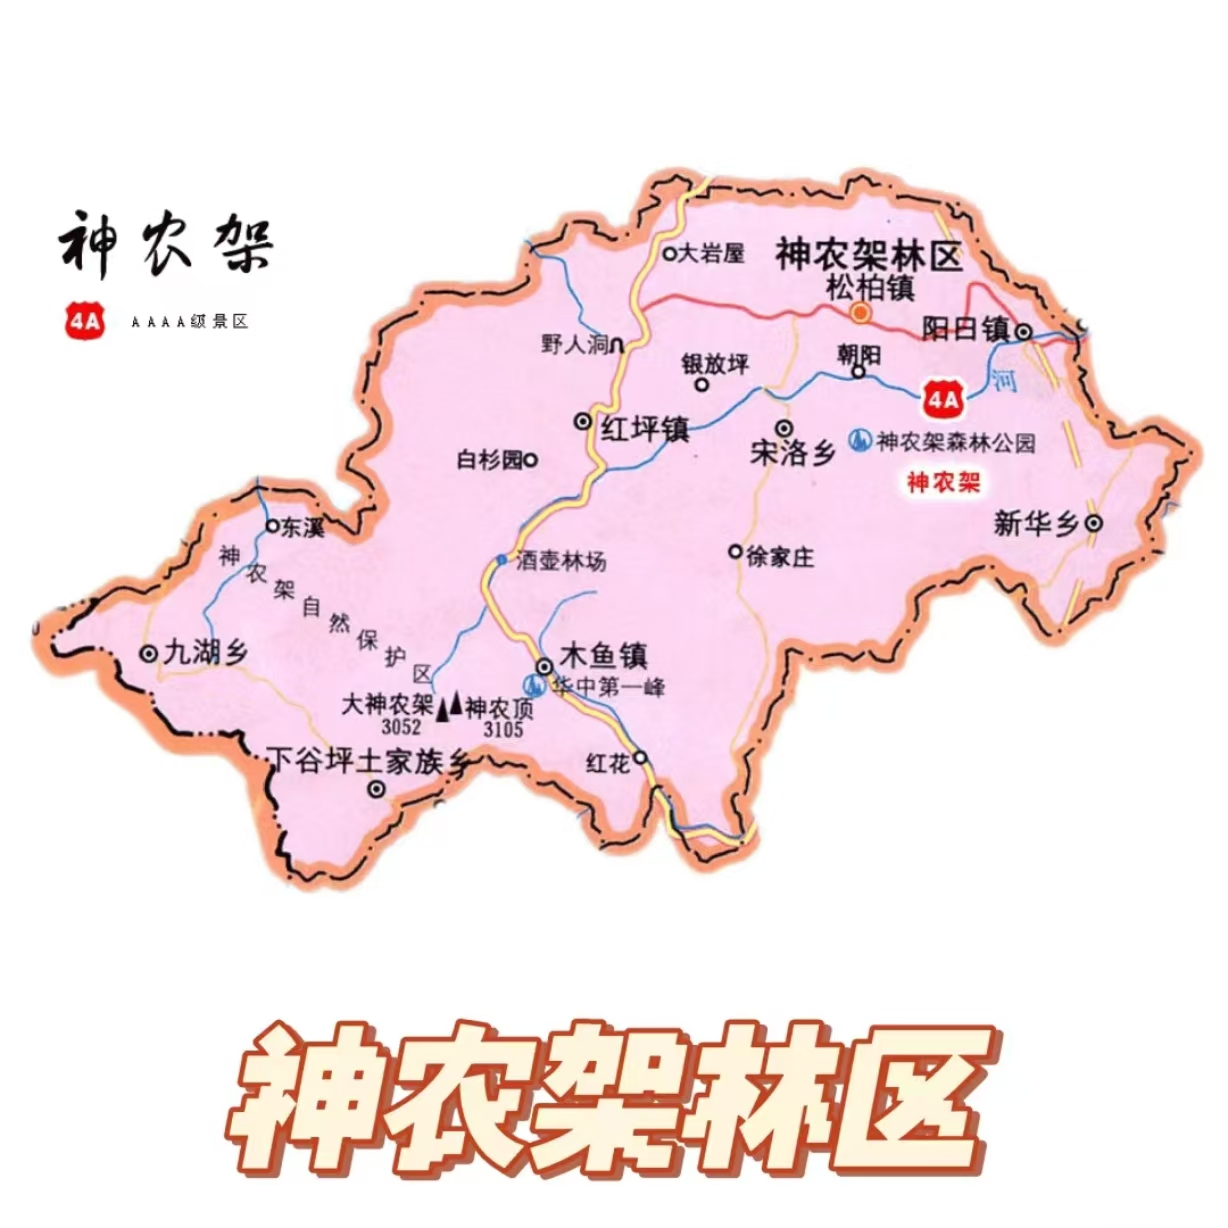 神农架
4A AAAA级景区
大岩屋
神农架林区
松柏镇
阳日镇
野人洞
朝阳
银放坪
河
4A
红坪镇
神农架森林公园
宋洛乡
白杉园
神农架
新华乡
东溪
徐家庄
酒壶林场
神农架自然保护区
九湖乡
木鱼镇
华中第一峰
大神农架
3052
神农顶
3105
下谷坪土家族乡
红花
神农架林区